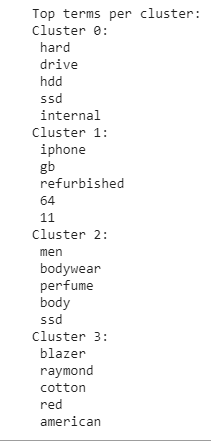 Top terms per cluster:
Cluster 0:
hard
drive
hdd
ssd
internal
Cluster 1:
iphone
gb
refurbished
64
11
Cluster 2:
men
bodywear
perfume
body
ssd
Cluster 3:
blazer
raymond
cotton
red
american